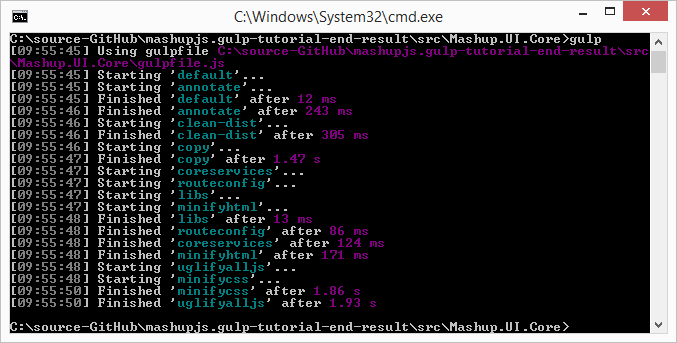 C:\Windows\System32\cmd.exe
C:\source-GitHub\mashupjs.gulp-tutorial-end-result\src\Mashup.UI.Core>gulp
[09:55:45] Using gulpfile C:\source-GitHub\mashupjs.gulp-tutorial-end-result\src
\Mashup.UI.Core\gulpfile.js
[09:55:45] Starting 'default'...
[09:55:45] Starting 'annotate'...
[09:55:45] Finished 'default' after 12 ms
[09:55:46] Finished 'annotate' after 243 ms
[09:55:46] Starting 'clean-dist'...
[09:55:46] Finished 'clean-dist' after 305 ms
[09:55:46] Starting 'copy'...
[09:55:47] Finished 'copy' after 1.47 s
[09:55:47] Starting 'coreservices'...
[09:55:47] Starting 'routeconfig'...
[09:55:47] Starting 'libs'...
[09:55:47] Starting 'minifyhtml'...
[09:55:48] Finished 'libs' after 13 ms
[09:55:48] Finished 'routeconfig' after 86 ms
[09:55:48] Finished 'coreservices' after 124 ms
[09:55:48] Finished 'minifyhtml' after 171 ms
[09:55:48] Starting 'uglifyalljs'...
[09:55:48] Starting 'minifycss'...
[09:55:50] Finished 'minifycss' after 1.86 s
[09:55:50] Finished 'uglifyalljs' after 1.93 s
C:\source-GitHub\mashupjs.gulp-tutorial-end-result\src\Mashup.UI.Core>